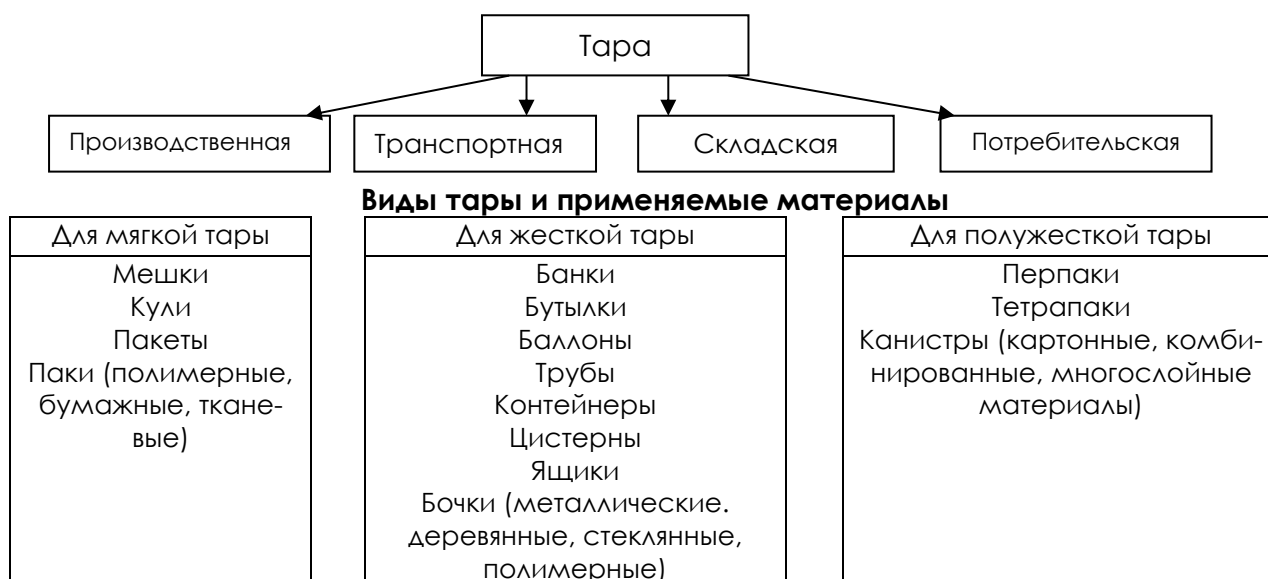 Тара
Производственная
Транспортная
Складская
Потребительская
Виды тары и применяемые материалы
Для мягкой тары
Мешки
Кули
Пакеты
Паки (полимерные,
бумажные, ткане-
вые)
Для жесткой тары
Банки
Бутылки
Баллоны
Трубы
Контейнеры
Цистерны
Ящики
Бочки (металлические.
деревянные, стеклянные,
полимерные)
Для полужесткой тары
Перпаки
Тетрапаки
Канистры (картонные, комби-
нированные, многослойные
материалы)